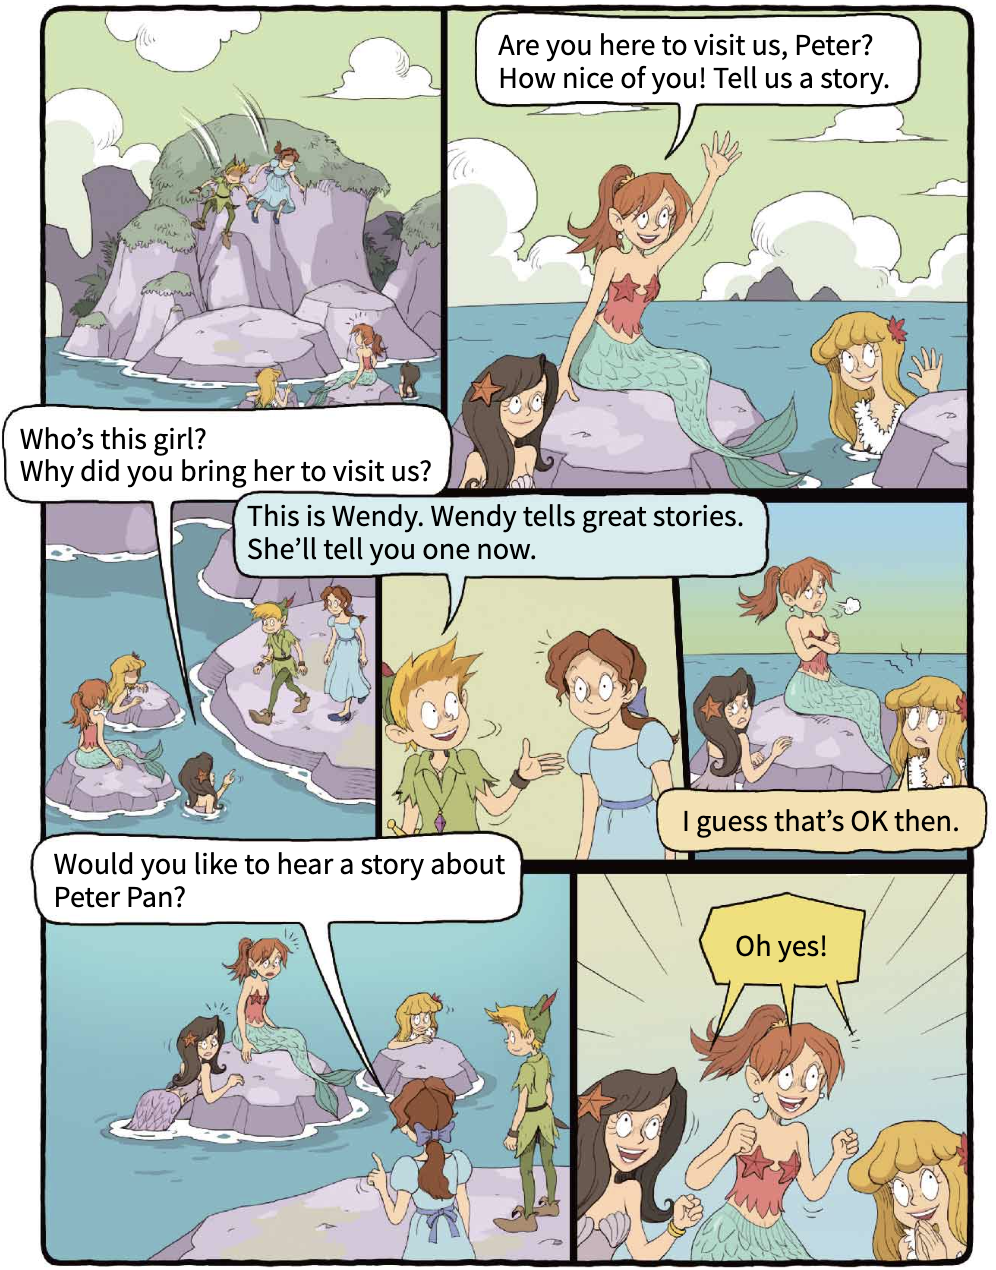 Are you here to visit us, Peter?
How nice of you! Tell us a story.
Who's this girl?
Why did you bring her to visit us?
This is Wendy. Wendy tells great stories.
She'll tell you one now.
I guess that's OK then.
Would you like to hear a story about
Peter Pan?
Oh yes!